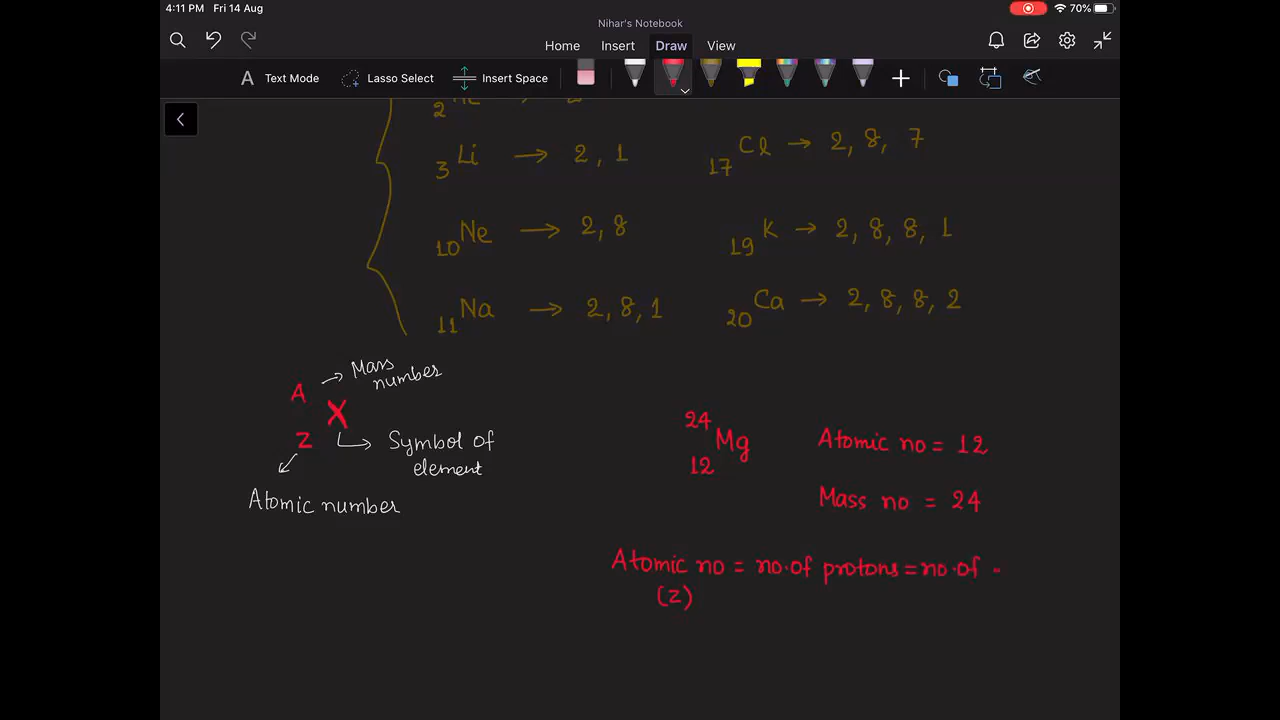 4:11 PM Fri 14 Aug
70%
Nihar's Notebook
Home Insert Draw View
Text Mode Lasso Select Insert Space
2
3Li → 2, 1
17Cl → 2, 8, 7
10Ne → 2, 8
19K → 2, 8, 8, 1
11Na → 2, 8, 1
20Ca → 2, 8, 8, 2
A → Mass
number
X
Z
Symbol of
element
Atomic number
24
Mg
12
Atomic no = 12
Mass no = 24
Atomic no = no.of protons = no.of -
(Z)